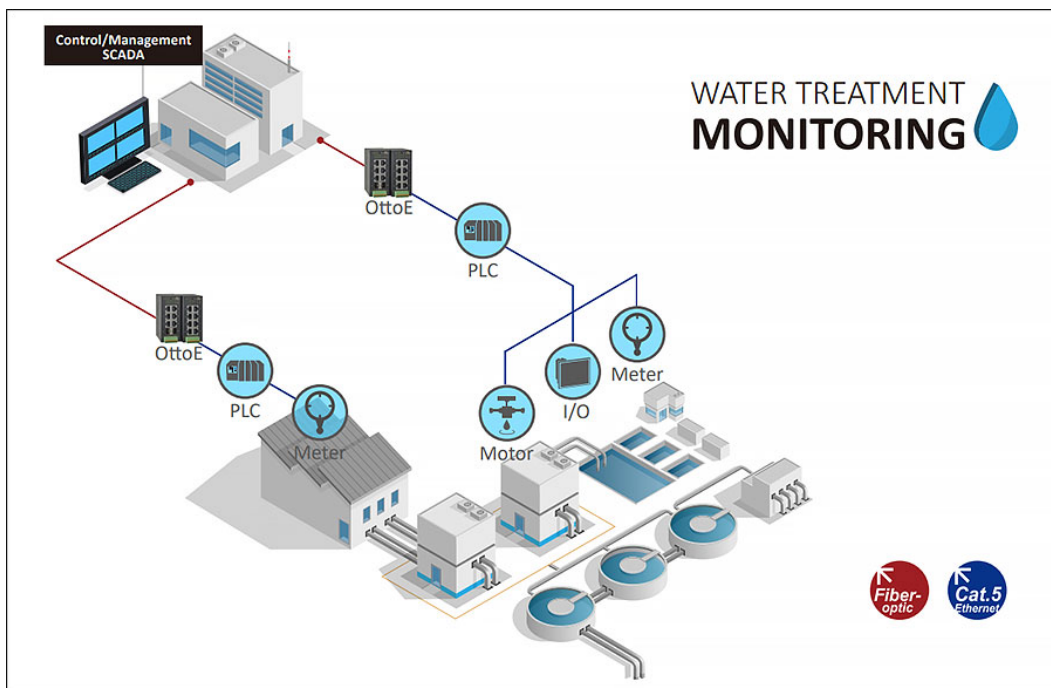 Control/Management
SCADA
WATER TREATMENT
MONITORING
OttoE
PLC
OttoE
PLC
Meter
Meter
I/O
Motor
Fiber-
optic
Cat.5
Ethernet